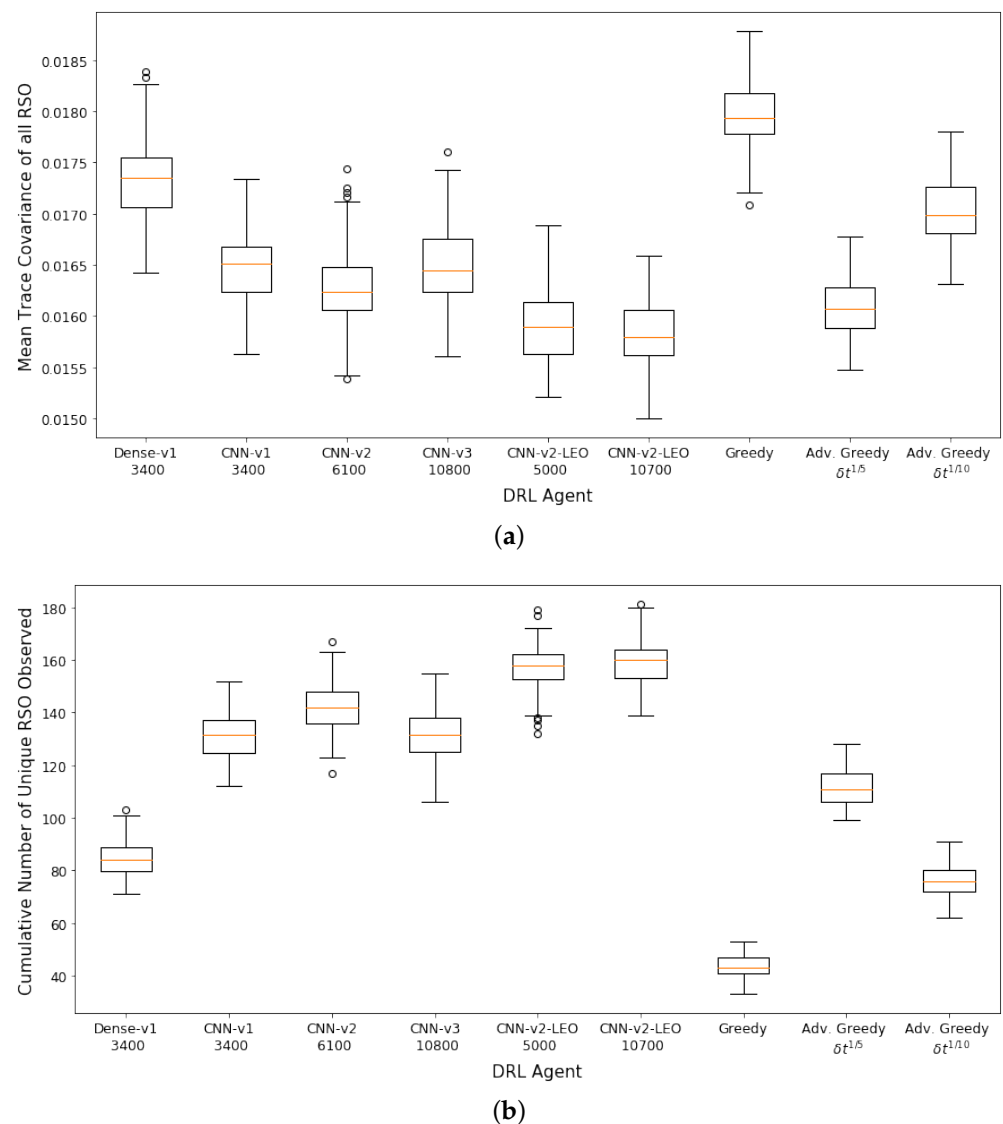 Mean Trace Covariance of all RSO
0.0185
0.0180
0.0175
0.0170
0.0165
0.0160
0.0155
0.0150
Dense-v1 CNN-v1 CNN-v2 CNN-v3 CNN-v2-LEO CNN-v2-LEO Greedy Adv. Greedy Adv. Greedy
3400 3400 6100 10800 5000 10700 δt^{1/5} δt^{1/10}
DRL Agent
(a)
Cumulative Number of Unique RSO Observed
180
160
140
120
100
80
60
40
Dense-v1 CNN-v1 CNN-v2 CNN-v3 CNN-v2-LEO CNN-v2-LEO Greedy Adv. Greedy Adv. Greedy
3400 3400 6100 10800 5000 10700 δt^{1/5} δt^{1/10}
DRL Agent
(b)